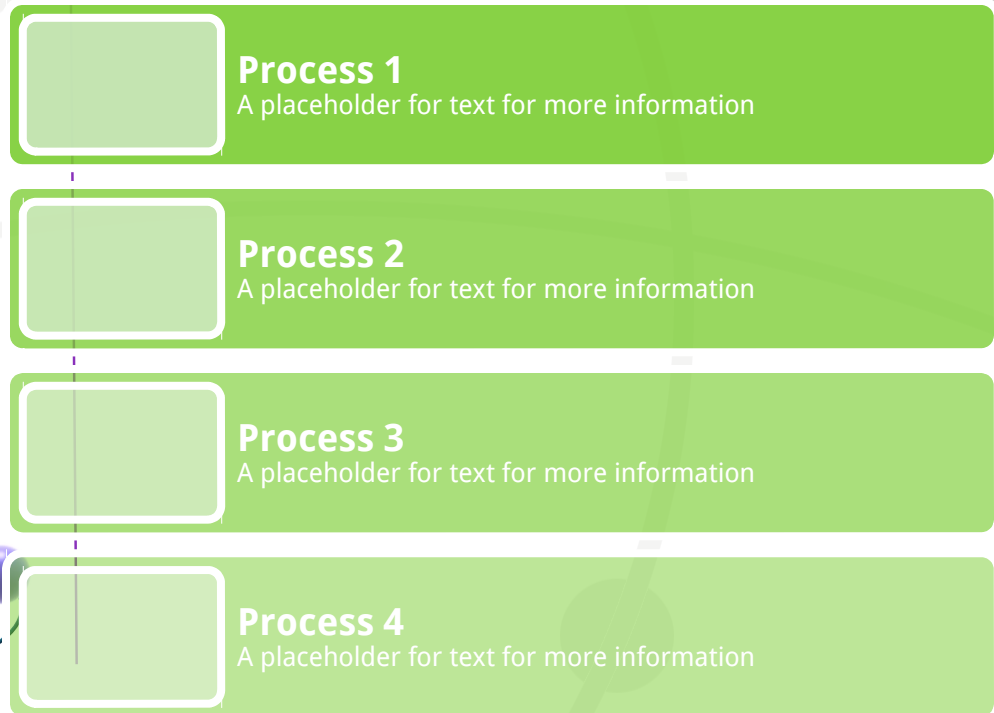 Process 1
A placeholder for text for more information
Process 2
A placeholder for text for more information
Process 3
A placeholder for text for more information
Process 4
A placeholder for text for more information